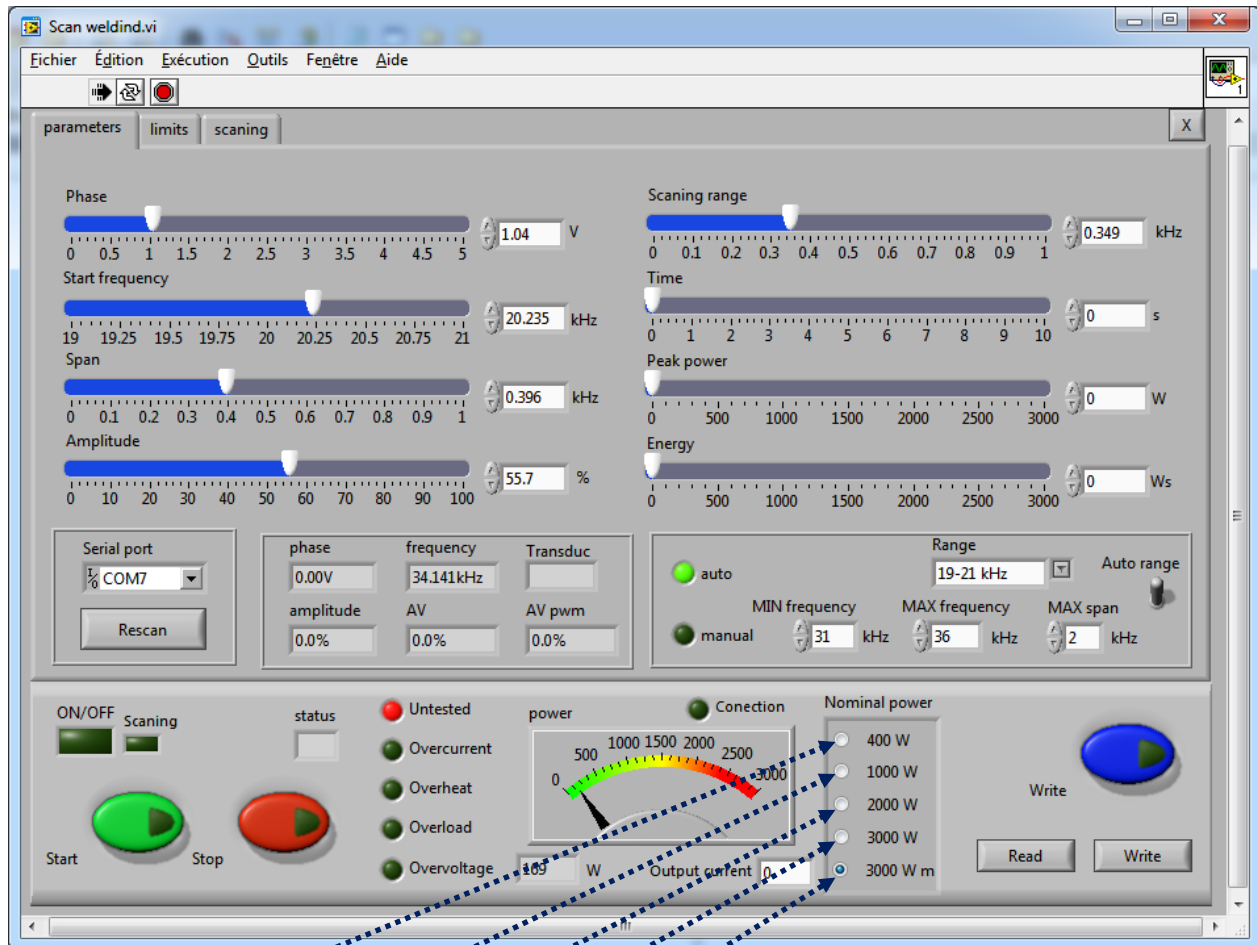 Scan weldind.vi
Fichier Édition Exécution Outils Fenêtre Aide
1
parameters limits scaning X
Phase
1.04 V
0 0.5 1 1.5 2 2.5 3 3.5 4 4.5 5
Start frequency
20.235 kHz
19 19.25 19.5 19.75 20 20.25 20.5 20.75 21
Span
0.396 kHz
0 0.1 0.2 0.3 0.4 0.5 0.6 0.7 0.8 0.9 1
Amplitude
55.7 %
0 10 20 30 40 50 60 70 80 90 100
Scaning range
0.349 kHz
0 0.1 0.2 0.3 0.4 0.5 0.6 0.7 0.8 0.9 1
Time
0 s
0 1 2 3 4 5 6 7 8 9 10
Peak power
0 W
0 500 1000 1500 2000 2500 3000
Energy
0 Ws
0 500 1000 1500 2000 2500 3000
Serial port
COM7
Rescan
phase frequency Transduc
0.00V 34.141kHz
amplitude AV AV pwm
0.0% 0.0% 0.0%
auto
Range
19-21 kHz
Auto range
MIN frequency MAX frequency MAX span
manual 31 kHz 36 kHz 2 kHz
ON/OFF Scaning status
Start Stop
Untested
Overcurrent
Overheat
Overload
Overvoltage
power
0 500 1000 1500 2000 2500 3000
169 W
Conection
Output current 0
Nominal power
400 W
1000 W
2000 W
3000 W
3000 W m
Write
Read Write